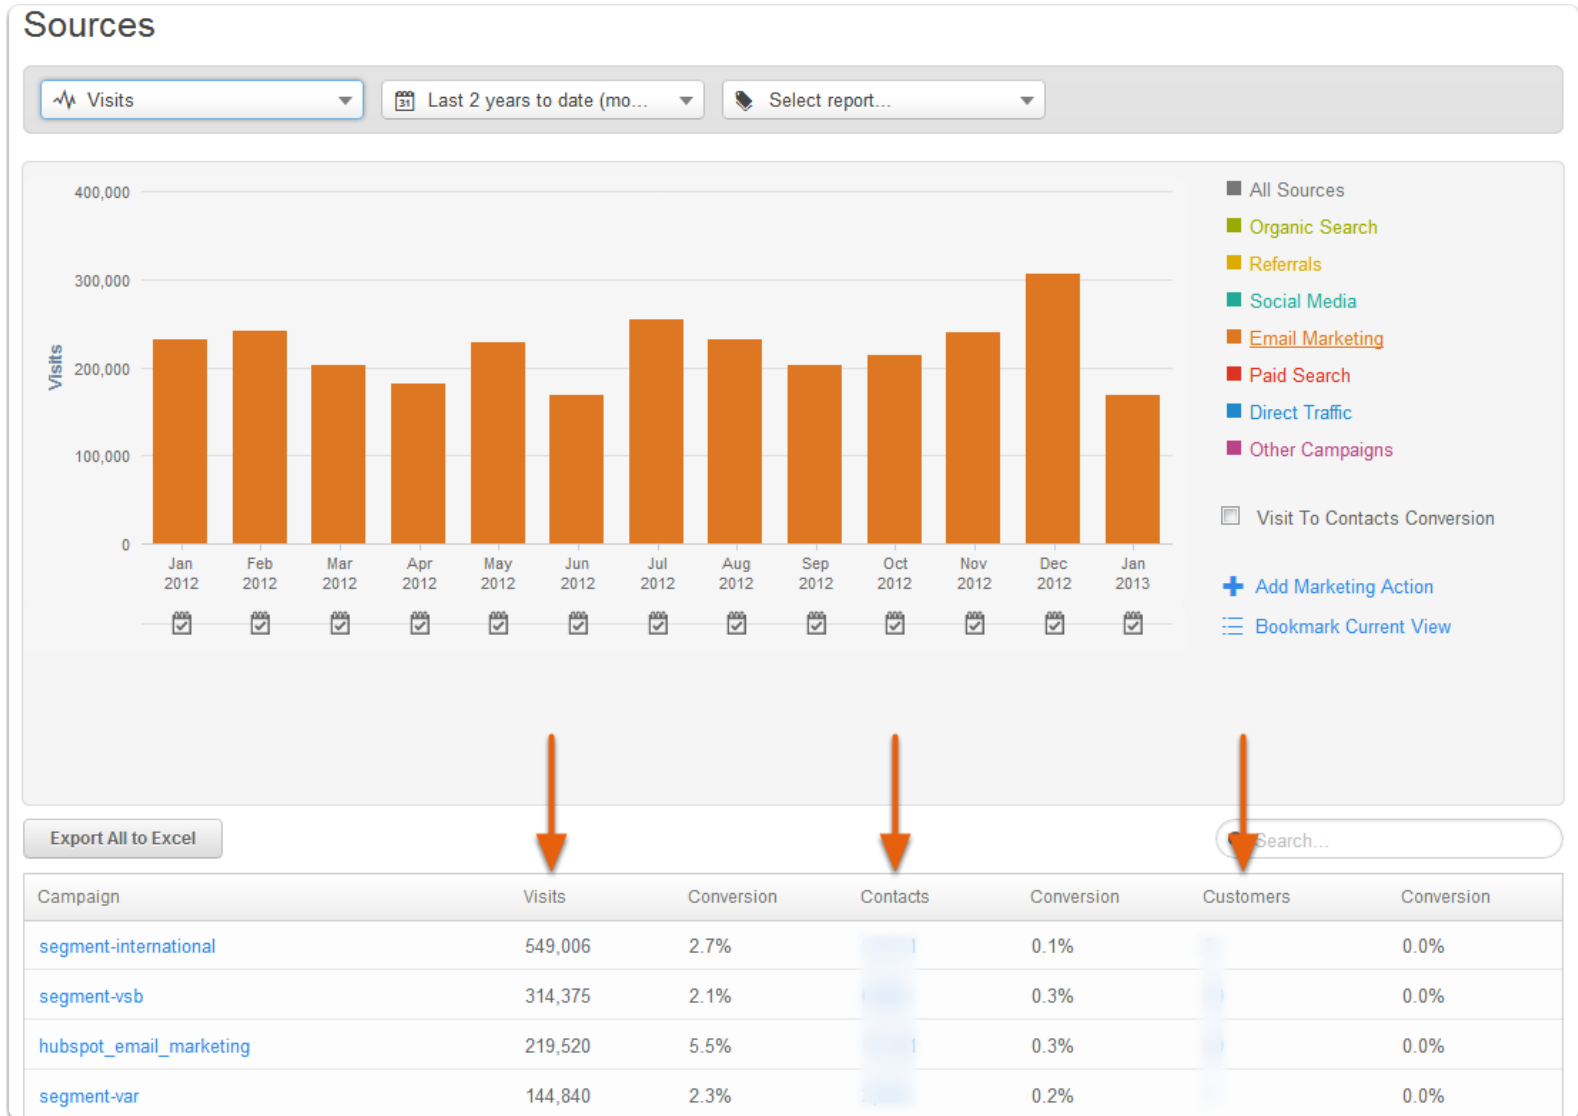 Sources
Visits Last 2 years to date (mo... Select report...
400,000
300,000
200,000
100,000
0
Visits
Jan 2012
Feb 2012
Mar 2012
Apr 2012
May 2012
Jun 2012
Jul 2012
Aug 2012
Sep 2012
Oct 2012
Nov 2012
Dec 2012
Jan 2013
All Sources
Organic Search
Referrals
Social Media
Email Marketing
Paid Search
Direct Traffic
Other Campaigns
Visit To Contacts Conversion
Add Marketing Action
Bookmark Current View
Export All to Excel
Search...
Campaign Visits Conversion Contacts Conversion Customers Conversion
segment-international 549,006 2.7% 0.1% 0.0%
segment-vsb 314,375 2.1% 0.3% 0.0%
hubspot_email_marketing 219,520 5.5% 0.3% 0.0%
segment-var 144,840 2.3% 0.2% 0.0%